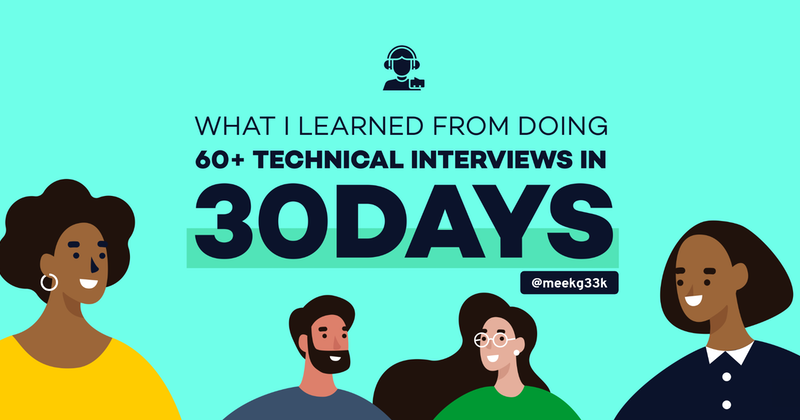 WHAT I LEARNED FROM DOING
60+ TECHNICAL INTERVIEWS IN
30DAYS
@meekg33k